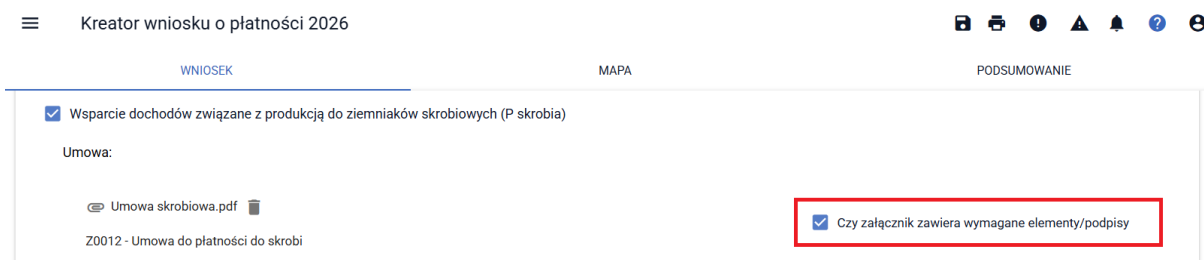 Kreator wniosku o płatności 2026
WNIOSEK
MAPA
PODSUMOWANIE
Wsparcie dochodów związane z produkcją do ziemniaków skrobiowych (P skrobia)
Umowa:
Umowa skrobiowa.pdf
Czy załącznik zawiera wymagane elementy/podpisy
Z0012 - Umowa do płatności do skrobi